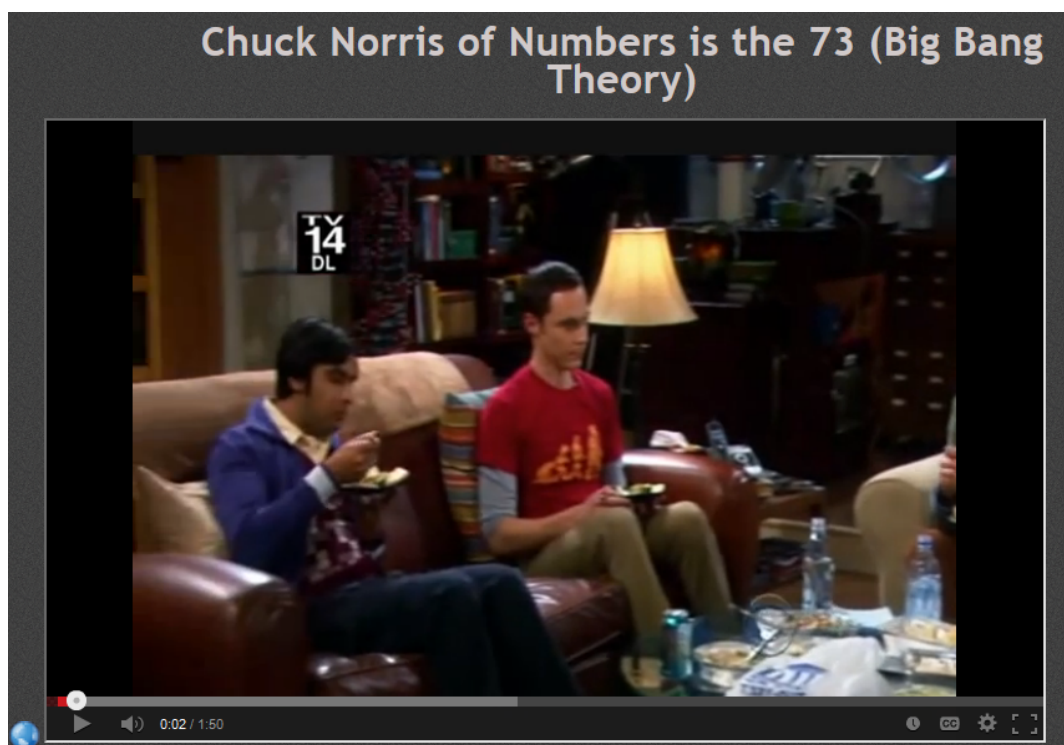 Chuck Norris of Numbers is the 73 (Big Bang
Theory)
TV
14
DL
0:02 / 1:50
CC